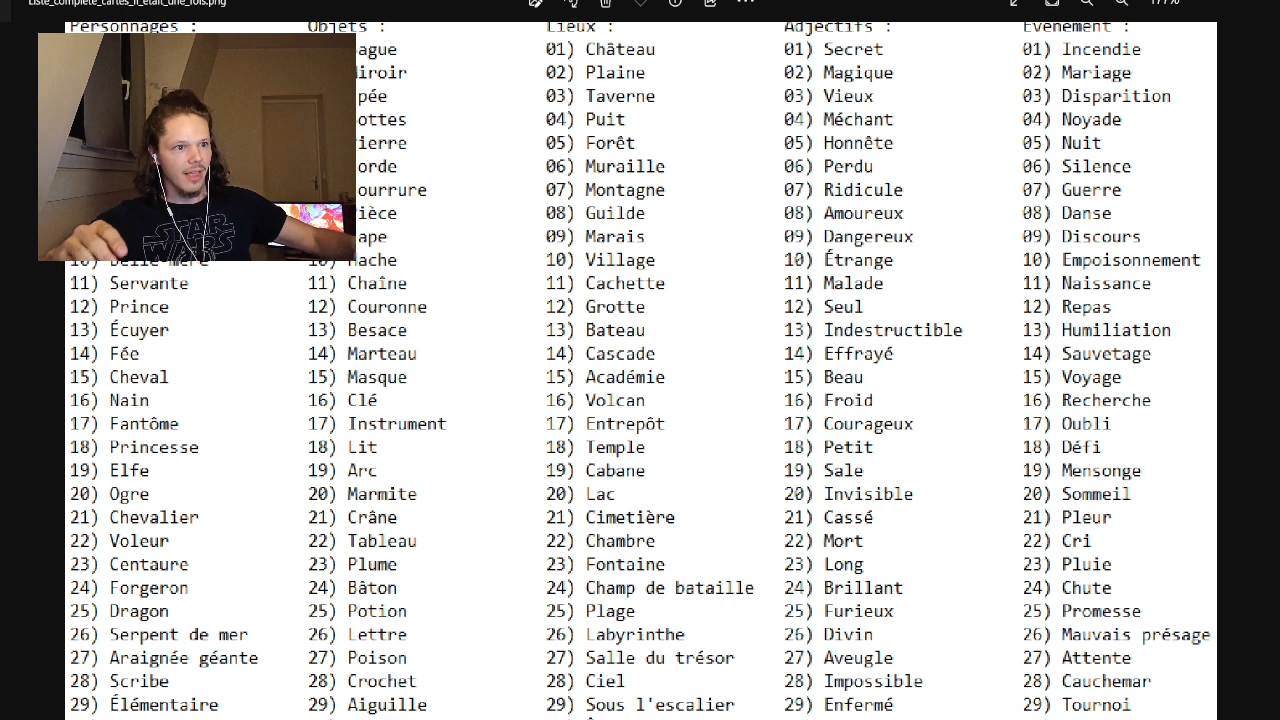 Liste_complete_cartes_il_etait_une_fois.png
177%
Personnages : Objets : Lieux : Adjectifs : Evenement :
ague 01) Château 01) Secret 01) Incendie
iroir 02) Plaine 02) Magique 02) Mariage
pée 03) Taverne 03) Vieux 03) Disparition
ottes 04) Puit 04) Méchant 04) Noyade
ierre 05) Forêt 05) Honnête 05) Nuit
orde 06) Muraille 06) Perdu 06) Silence
ourrure 07) Montagne 07) Ridicule 07) Guerre
ièce 08) Guilde 08) Amoureux 08) Danse
ape 09) Marais 09) Dangereux 09) Discours
10) Belle-mère 10) Hache 10) Village 10) Étrange 10) Empoisonnement
11) Servante 11) Chaîne 11) Cachette 11) Malade 11) Naissance
12) Prince 12) Couronne 12) Grotte 12) Seul 12) Repas
13) Écuyer 13) Besace 13) Bateau 13) Indestructible 13) Humiliation
14) Fée 14) Marteau 14) Cascade 14) Effrayé 14) Sauvetage
15) Cheval 15) Masque 15) Académie 15) Beau 15) Voyage
16) Nain 16) Clé 16) Volcan 16) Froid 16) Recherche
17) Fantôme 17) Instrument 17) Entrepôt 17) Courageux 17) Oubli
18) Princesse 18) Lit 18) Temple 18) Petit 18) Défi
19) Elfe 19) Arc 19) Cabane 19) Sale 19) Mensonge
20) Ogre 20) Marmite 20) Lac 20) Invisible 20) Sommeil
21) Chevalier 21) Crâne 21) Cimetière 21) Cassé 21) Pleur
22) Voleur 22) Tableau 22) Chambre 22) Mort 22) Cri
23) Centaure 23) Plume 23) Fontaine 23) Long 23) Pluie
24) Forgeron 24) Bâton 24) Champ de bataille 24) Brillant 24) Chute
25) Dragon 25) Potion 25) Plage 25) Furieux 25) Promesse
26) Serpent de mer 26) Lettre 26) Labyrinthe 26) Divin 26) Mauvais présage
27) Araignée géante 27) Poison 27) Salle du trésor 27) Aveugle 27) Attente
28) Scribe 28) Crochet 28) Ciel 28) Impossible 28) Cauchemar
29) Élémentaire 29) Aiguille 29) Sous l'escalier 29) Enfermé 29) Tournoi
STAR
WARS